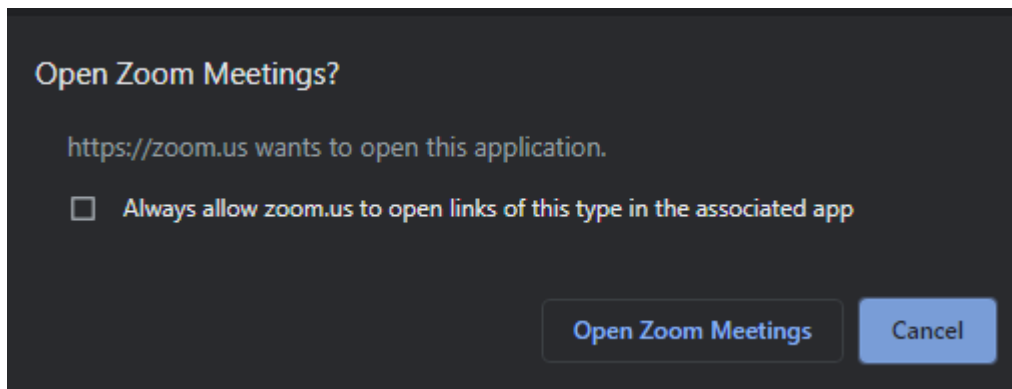 Open Zoom Meetings?
https://zoom.us wants to open this application.
Always allow zoom.us to open links of this type in the associated app
Open Zoom Meetings
Cancel